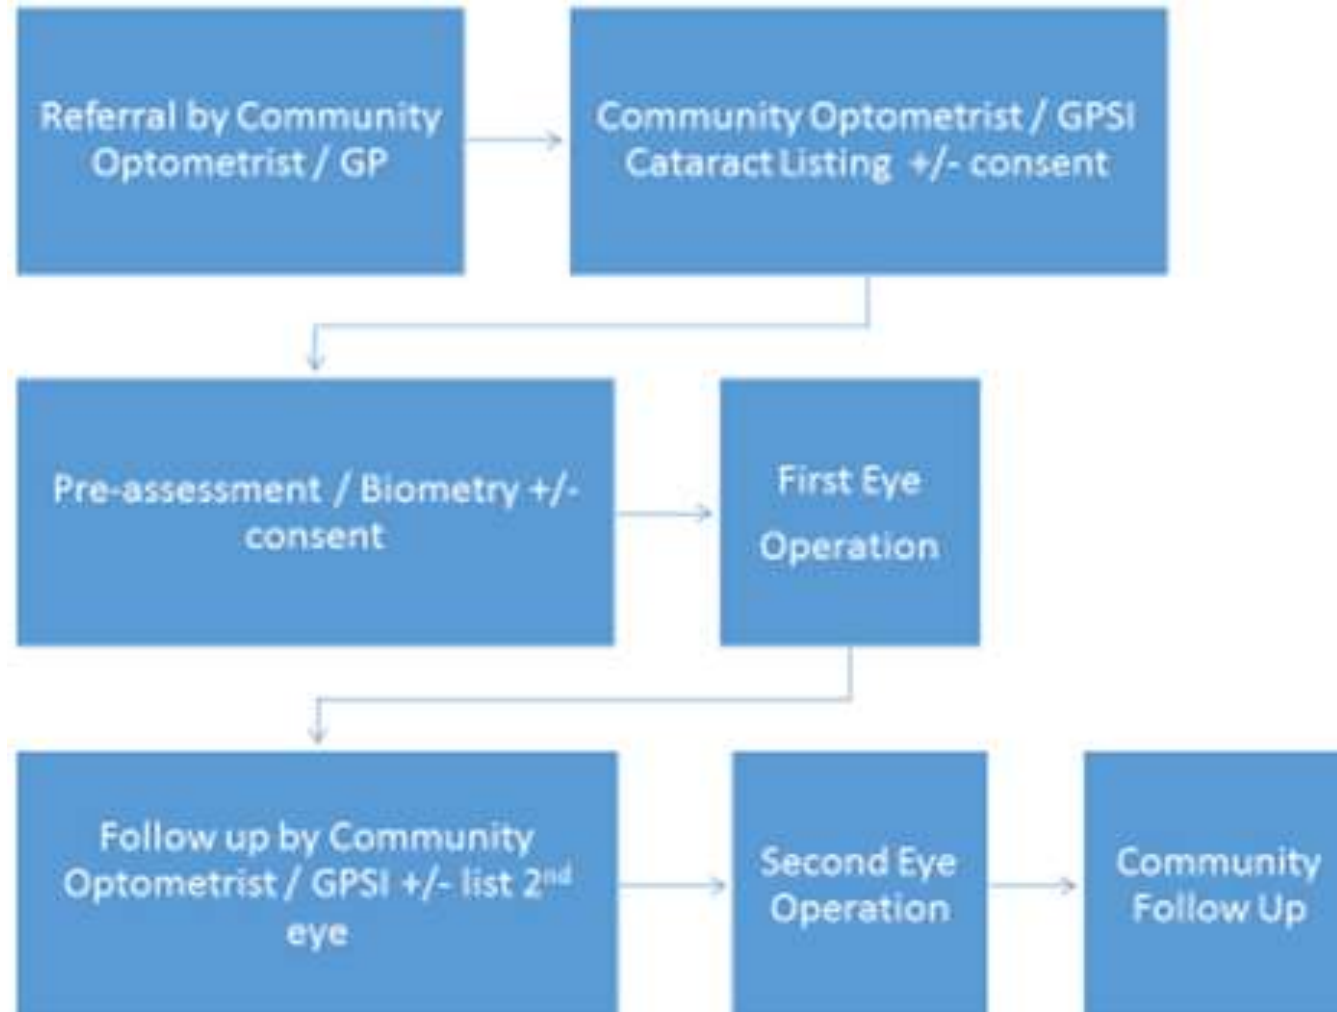 Referral by Community
Optometrist / GP
Community Optometrist / GPSI
Cataract Listing +/- consent
Pre-assessment / Biometry +/-
consent
First Eye
Operation
Follow up by Community
Optometrist / GPSI +/- list 2nd
eye
Second Eye
Operation
Community
Follow Up